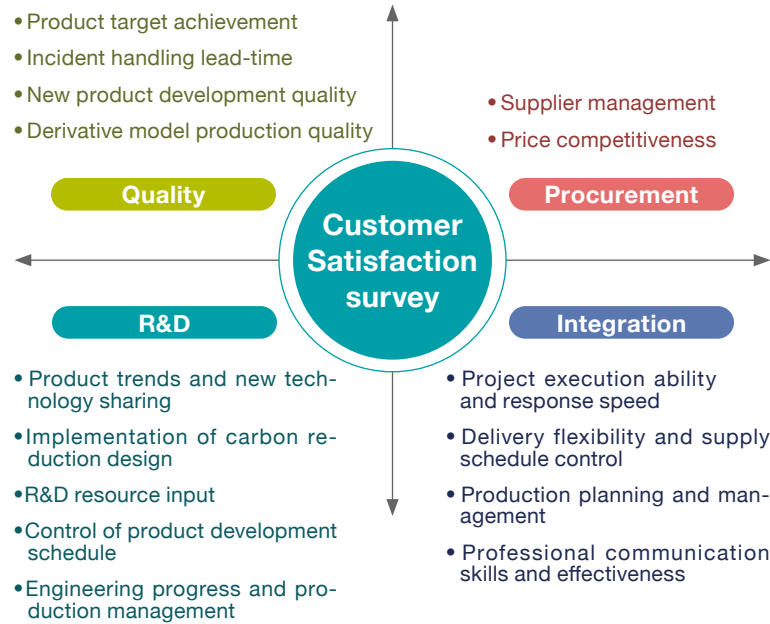 • Product target achievement
• Incident handling lead-time
• New product development quality
• Derivative model production quality
Quality
• Supplier management
• Price competitiveness
Procurement
Customer
Satisfaction
survey
R&D
• Product trends and new tech-
nology sharing
• Implementation of carbon re-
duction design
• R&D resource input
• Control of product development
schedule
• Engineering progress and pro-
duction management
Integration
• Project execution ability
and response speed
• Delivery flexibility and supply
schedule control
• Production planning and man-
agement
• Professional communication
skills and effectiveness